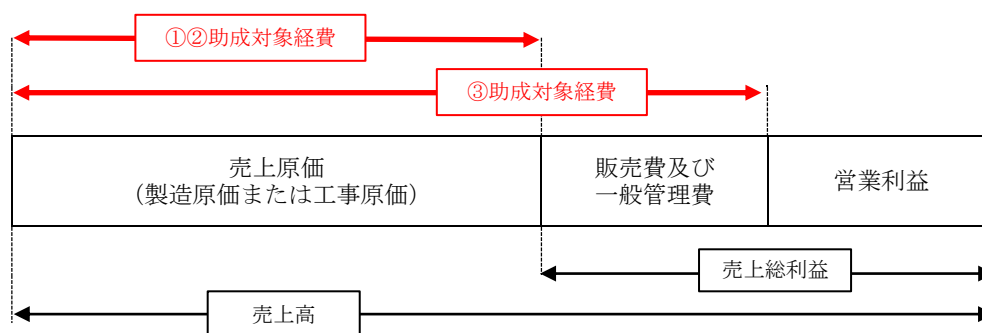 ①②助成対象経費
③助成対象経費
売上原価
（製造原価または工事原価）
販売費及び
一般管理費
営業利益
売上総利益
売上高